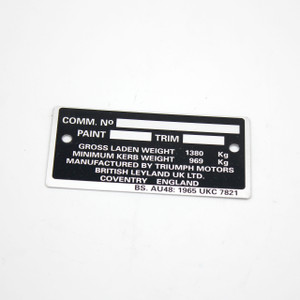 COMM. No
PAINT TRIM
GROSS LADEN WEIGHT 1380 Kg
MINIMUM KERB WEIGHT 969 Kg
MANUFACTURED BY TRIUMPH MOTORS
BRITISH LEYLAND UK LTD.
COVENTRY ENGLAND
BS. AU48: 1965 UKC 7821